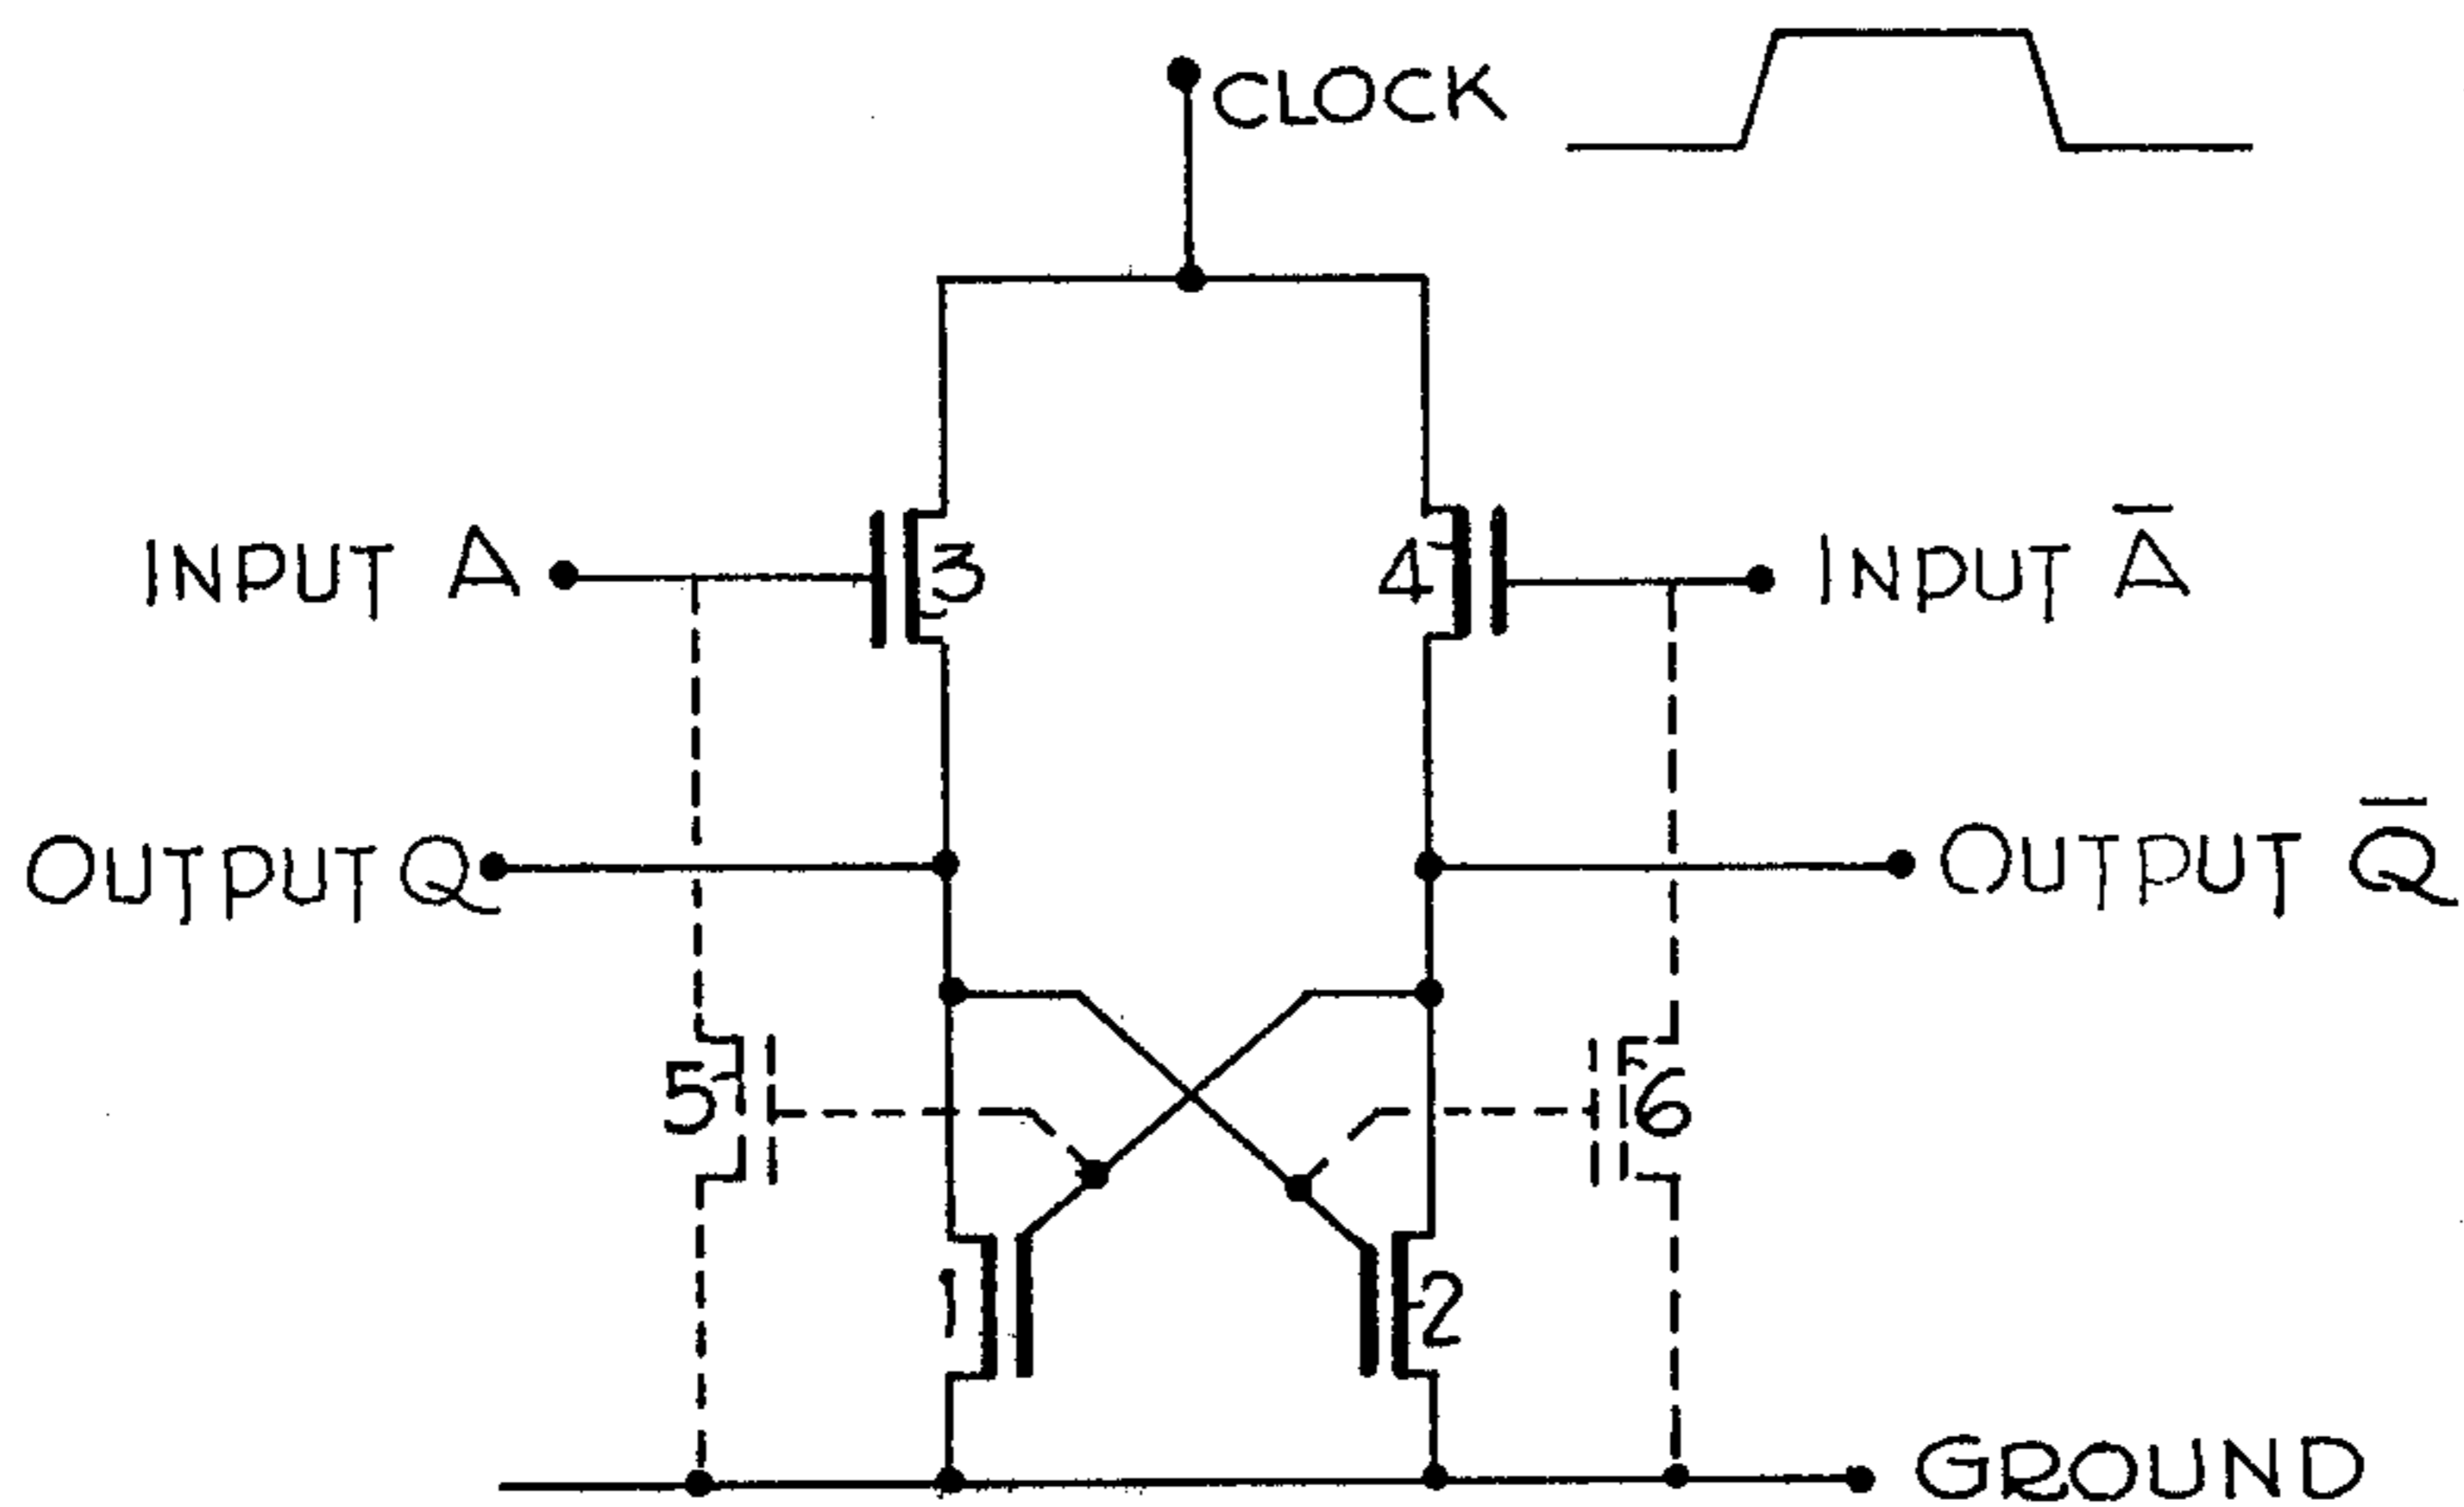 CLOCK
INPUT A
3
4
INPUT A̅
OUTPUT Q
OUTPUT Q̅
5
6
1
2
GROUND